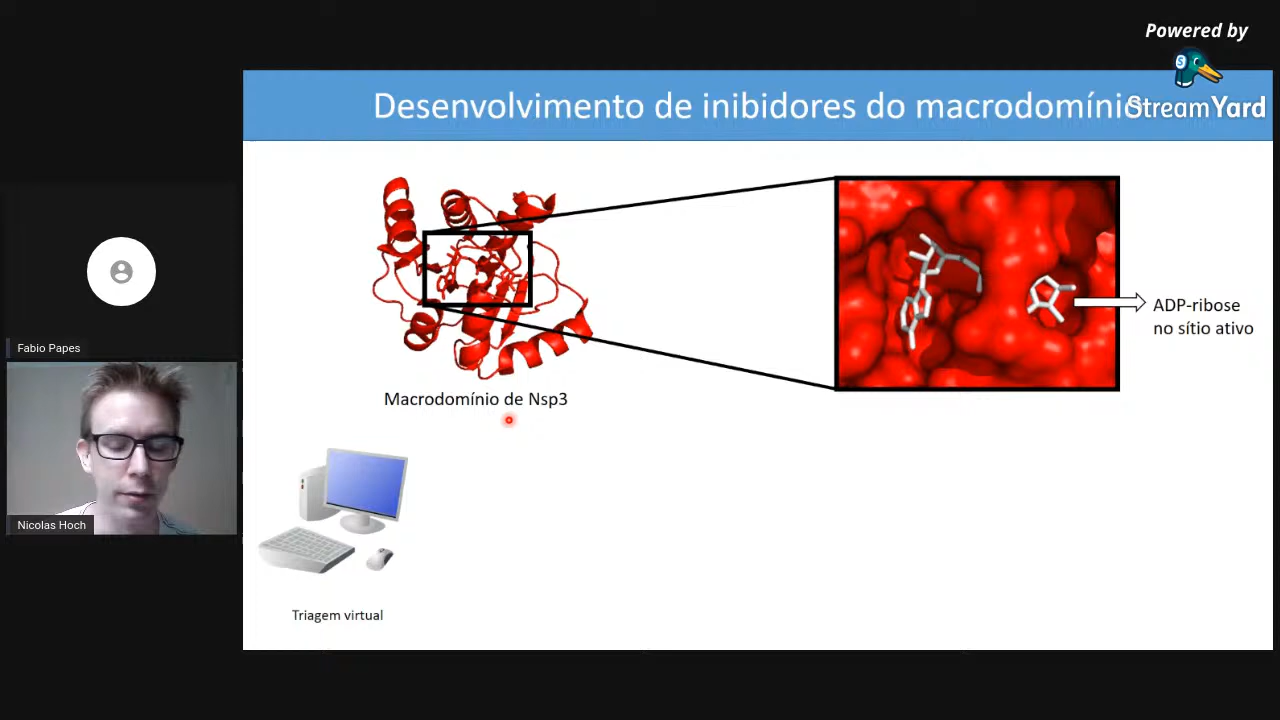 Powered by
StreamYard
Desenvolvimento de inibidores do macrodomínio
ADP-ribose
no sítio ativo
Macrodomínio de Nsp3
Triagem virtual
Fabio Papes
Nicolas Hoch